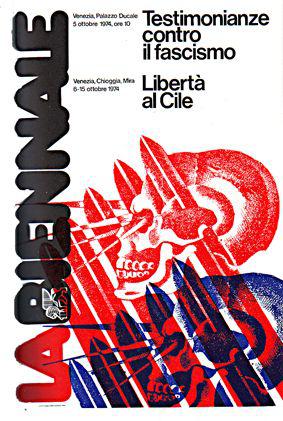 LA BIENNALE
Venezia, Palazzo Ducale
5 ottobre 1974, ore 10
Testimonianze
contro
il fascismo
Venezia, Chioggia, Mira
6-15 ottobre 1974
Libertà
al Cile